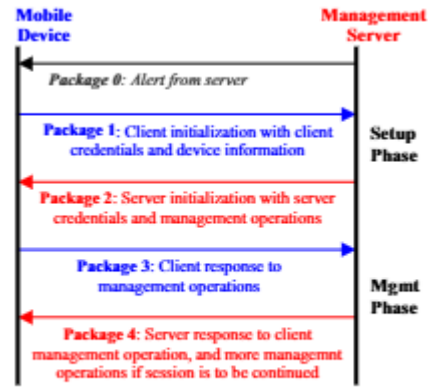 Mobile Device
Management Server
Package 0: Alert from server
Package 1: Client initialization with client
credentials and device information
Setup
Phase
Package 2: Server initialization with server
credentials and management operations
Package 3: Client response to
management operations
Mgmt
Phase
Package 4: Server response to client
management operation, and more managemnt
operations if session is to be continued